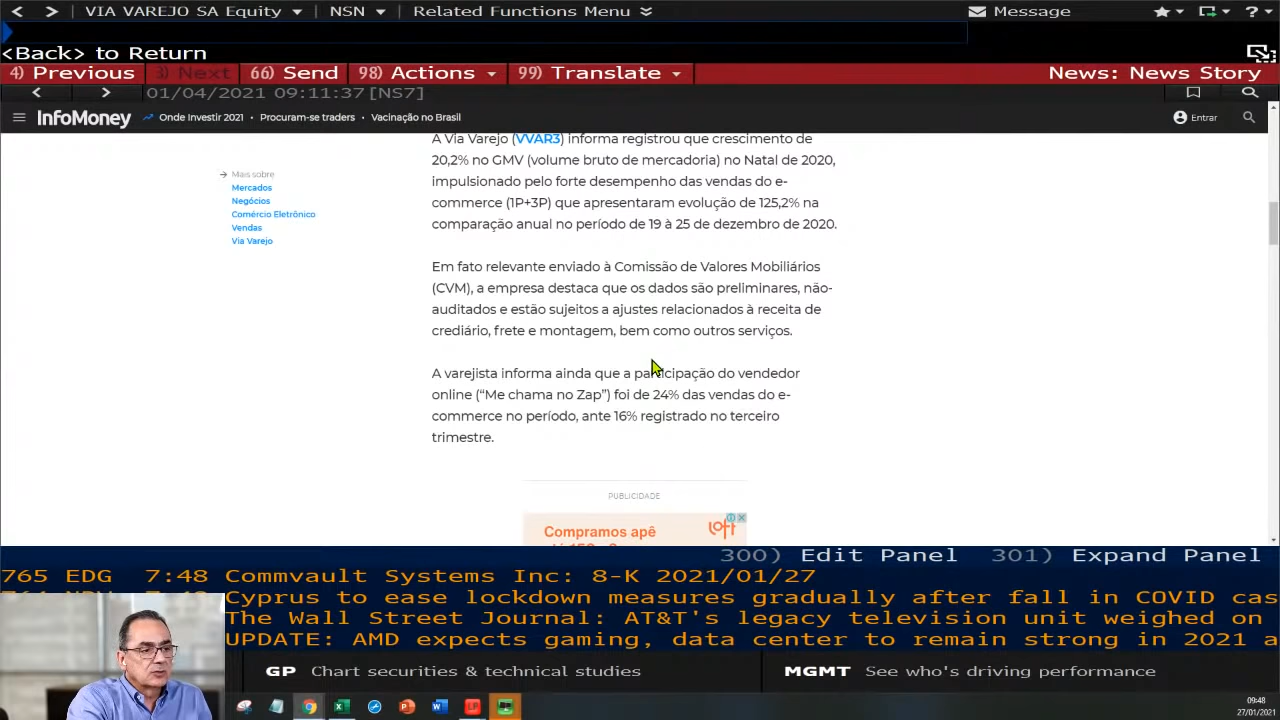 VIA VAREJO SA Equity NSN Related Functions Menu Message
<Back> to Return
4) Previous 3) Next 66) Send 98) Actions 99) Translate News: News Story
01/04/2021 09:11:37[NS7]
InfoMoney Onde Investir 2021 • Procuram-se traders • Vacinação no Brasil Entrar
A Via Varejo (VVAR3) informa registrou que crescimento de
20,2% no GMV (volume bruto de mercadoria) no Natal de 2020,
impulsionado pelo forte desempenho das vendas do e-
commerce (1P+3P) que apresentaram evolução de 125,2% na
comparação anual no período de 19 à 25 de dezembro de 2020.
Mais sobre
Mercados
Negócios
Comércio Eletrônico
Vendas
Via Varejo
Em fato relevante enviado à Comissão de Valores Mobiliários
(CVM), a empresa destaca que os dados são preliminares, não-
auditados e estão sujeitos a ajustes relacionados à receita de
crediário, frete e montagem, bem como outros serviços.
A varejista informa ainda que a participação do vendedor
online (“Me chama no Zap”) foi de 24% das vendas do e-
commerce no período, ante 16% registrado no terceiro
trimestre.
PUBLICIDADE
Compramos apê
loft
300) Edit Panel 301) Expand Panel
765 EDG 7:48 Commvault Systems Inc: 8-K 2021/01/27
Cyprus to ease lockdown measures gradually after fall in COVID cas
The Wall Street Journal: AT&T's legacy television unit weighed on
UPDATE: AMD expects gaming, data center to remain strong in 2021 a
GP Chart securities & technical studies MGMT See who's driving performance
09:48
27/01/2021